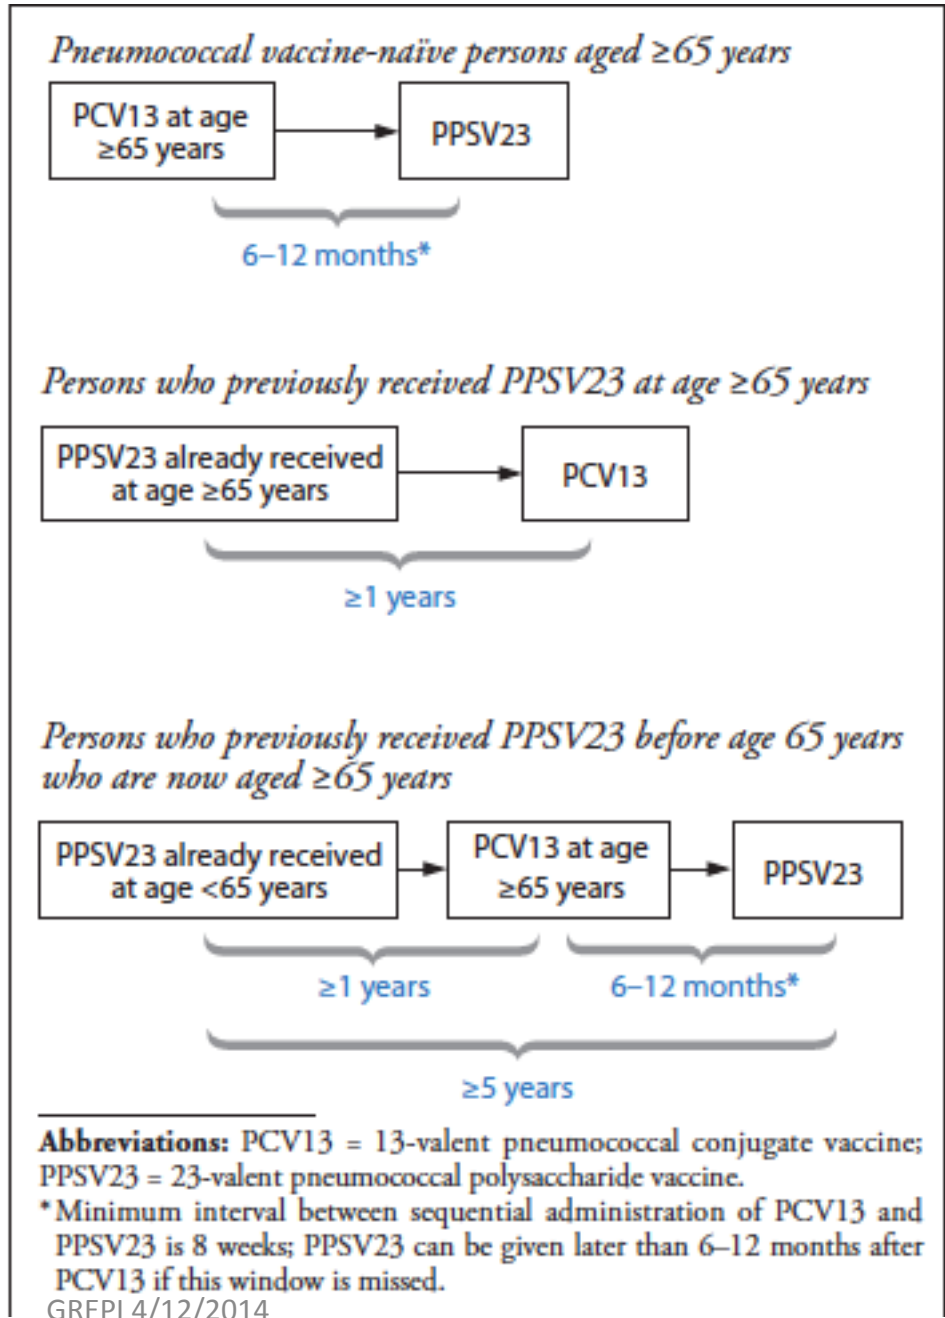 Pneumococcal vaccine-naïve persons aged ≥65 years
PCV13 at age
≥65 years
PPSV23
6–12 months*
Persons who previously received PPSV23 at age ≥65 years
PPSV23 already received
at age ≥65 years
PCV13
≥1 years
Persons who previously received PPSV23 before age 65 years
who are now aged ≥65 years
PPSV23 already received
at age <65 years
PCV13 at age
≥65 years
PPSV23
≥1 years
6–12 months*
≥5 years
Abbreviations: PCV13 = 13-valent pneumococcal conjugate vaccine;
PPSV23 = 23-valent pneumococcal polysaccharide vaccine.
*Minimum interval between sequential administration of PCV13 and
PPSV23 is 8 weeks; PPSV23 can be given later than 6–12 months after
PCV13 if this window is missed.
GREPI 4/12/2014